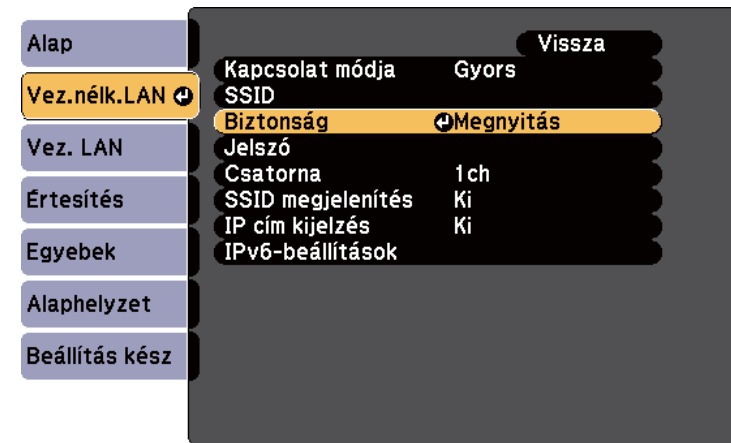 Alap
Vez.nélk.LAN
Vez. LAN
Értesítés
Egyebek
Alaphelyzet
Beállítás kész
Vissza
Kapcsolat módja Gyors
SSID
Biztonság Megnyitás
Jelszó
Csatorna 1ch
SSID megjelenítés Ki
IP cím kijelzés Ki
IPv6-beállítások